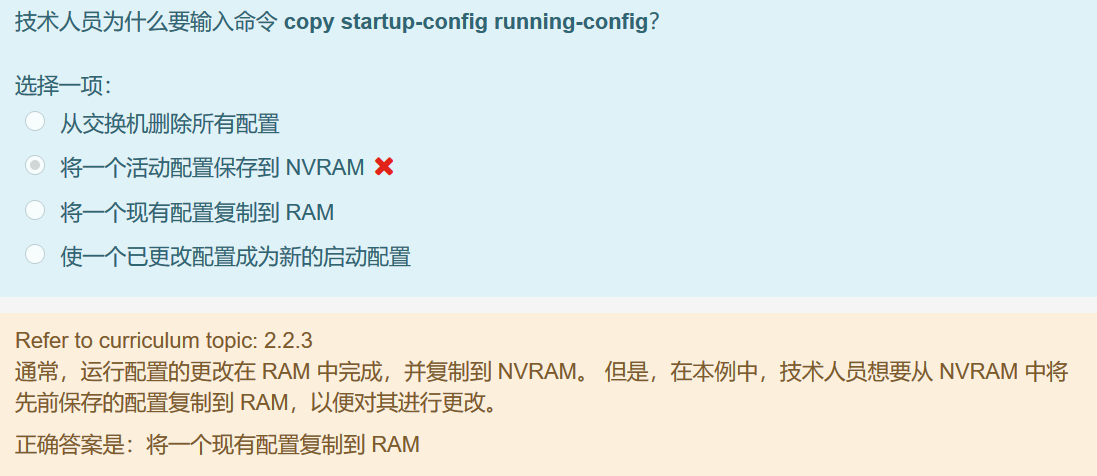 技术人员为什么要输入命令 copy startup-config running-config？
选择一项：
从交换机删除所有配置
将一个活动配置保存到 NVRAM
将一个现有配置复制到 RAM
使一个已更改配置成为新的启动配置
Refer to curriculum topic: 2.2.3
通常，运行配置的更改在 RAM 中完成，并复制到 NVRAM。 但是，在本例中，技术人员想要从 NVRAM 中将
先前保存的配置复制到 RAM，以便对其进行更改。
正确答案是：将一个现有配置复制到 RAM